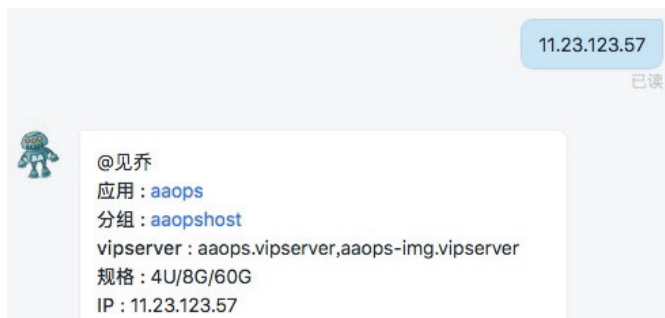 11.23.123.57
已读
@见乔
应用 : aaops
分组 : aaopshost
vipserver : aaops.vipserver,aaops-img.vipserver
规格 : 4U/8G/60G
IP : 11.23.123.57